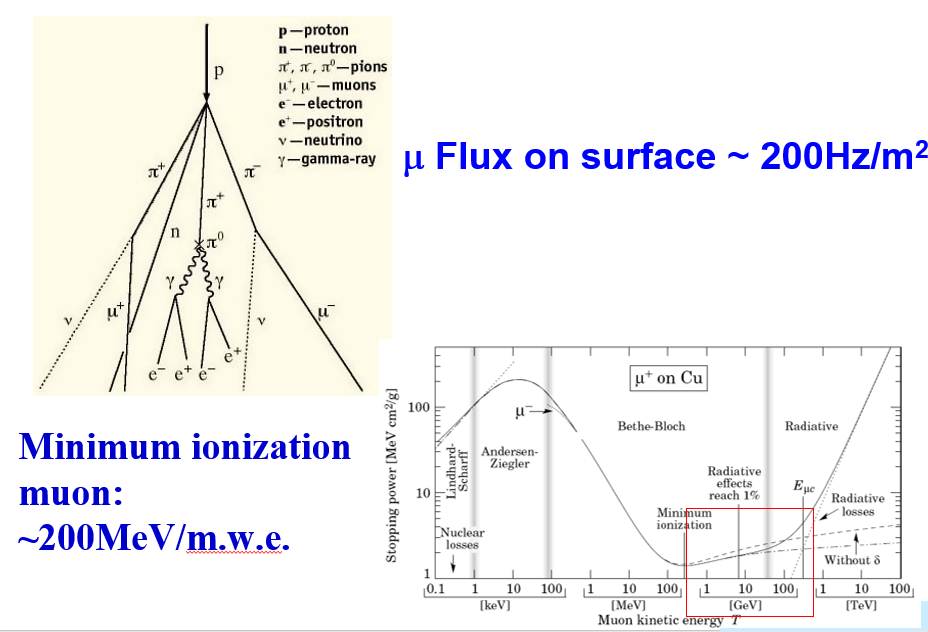 p—proton
n—neutron
π⁺, π⁻, π⁰—pions
μ⁺, μ⁻—muons
e⁻—electron
e⁺—positron
ν—neutrino
γ—gamma-ray
p
π⁺
π⁻
π⁺
n
π⁰
γ
γ
μ⁺
ν
ν
μ⁻
e⁻ e⁺ e⁻ e⁺
μ Flux on surface ~ 200Hz/m²
Minimum ionization
muon:
~200MeV/m.w.e.
μ⁺ on Cu
Stopping power [MeV cm²/g]
100
10
1
μ⁻
Lindhard-
Scharff
Andersen-
Ziegler
Bethe-Bloch
Radiative
Radiative
effects
reach 1%
Eμc
Radiative
losses
Minimum
ionization
Nuclear
losses
Without δ
0.1 1 10 100 1 10 100 1 10 100 1 10 100
[keV] [MeV] [GeV] [TeV]
Muon kinetic energy T